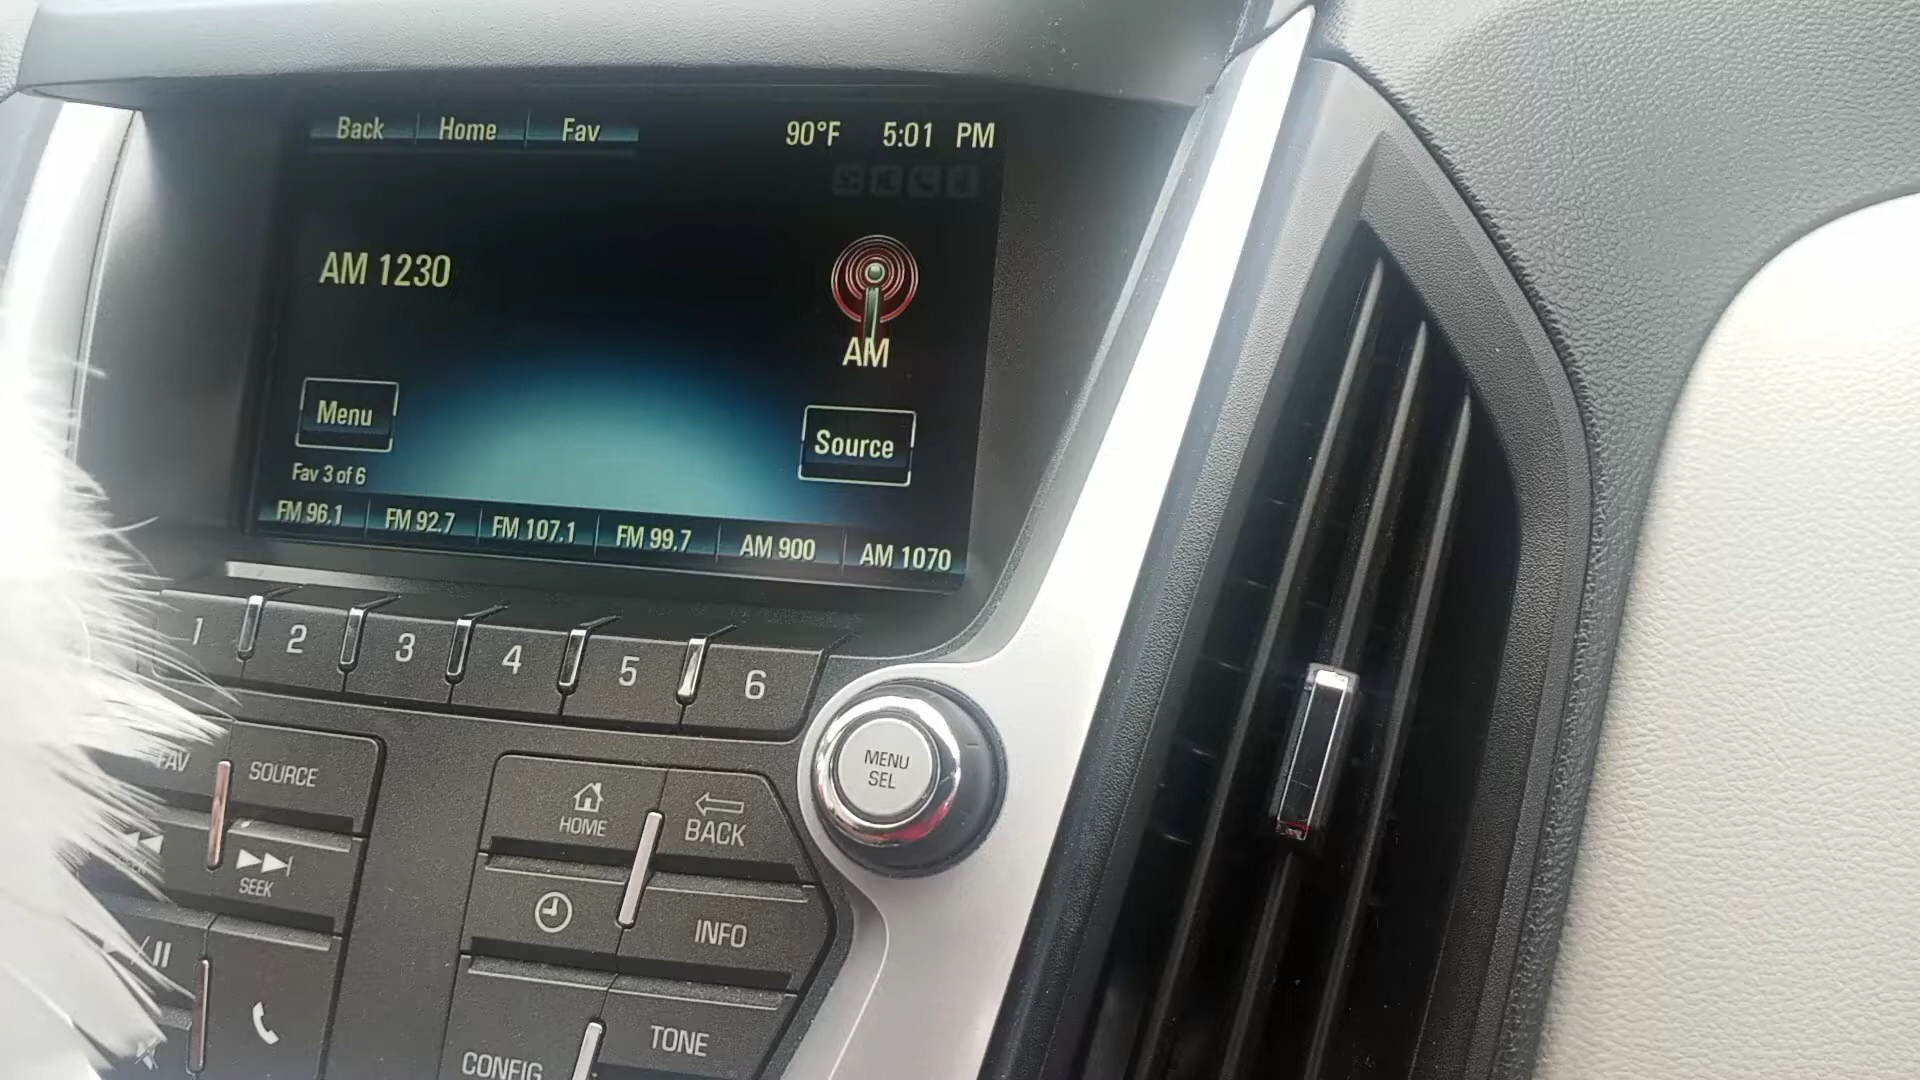 Back Home Fav 90°F 5:01 PM
AM 1230
AM
Menu
Source
Fav 3 of 6
FM 96.1 FM 92.7 FM 107.1 FM 99.7 AM 900 AM 1070
1 2 3 4 5 6
MENU
SEL
FAV SOURCE
HOME BACK
SEEK
INFO
TONE
CONFIG